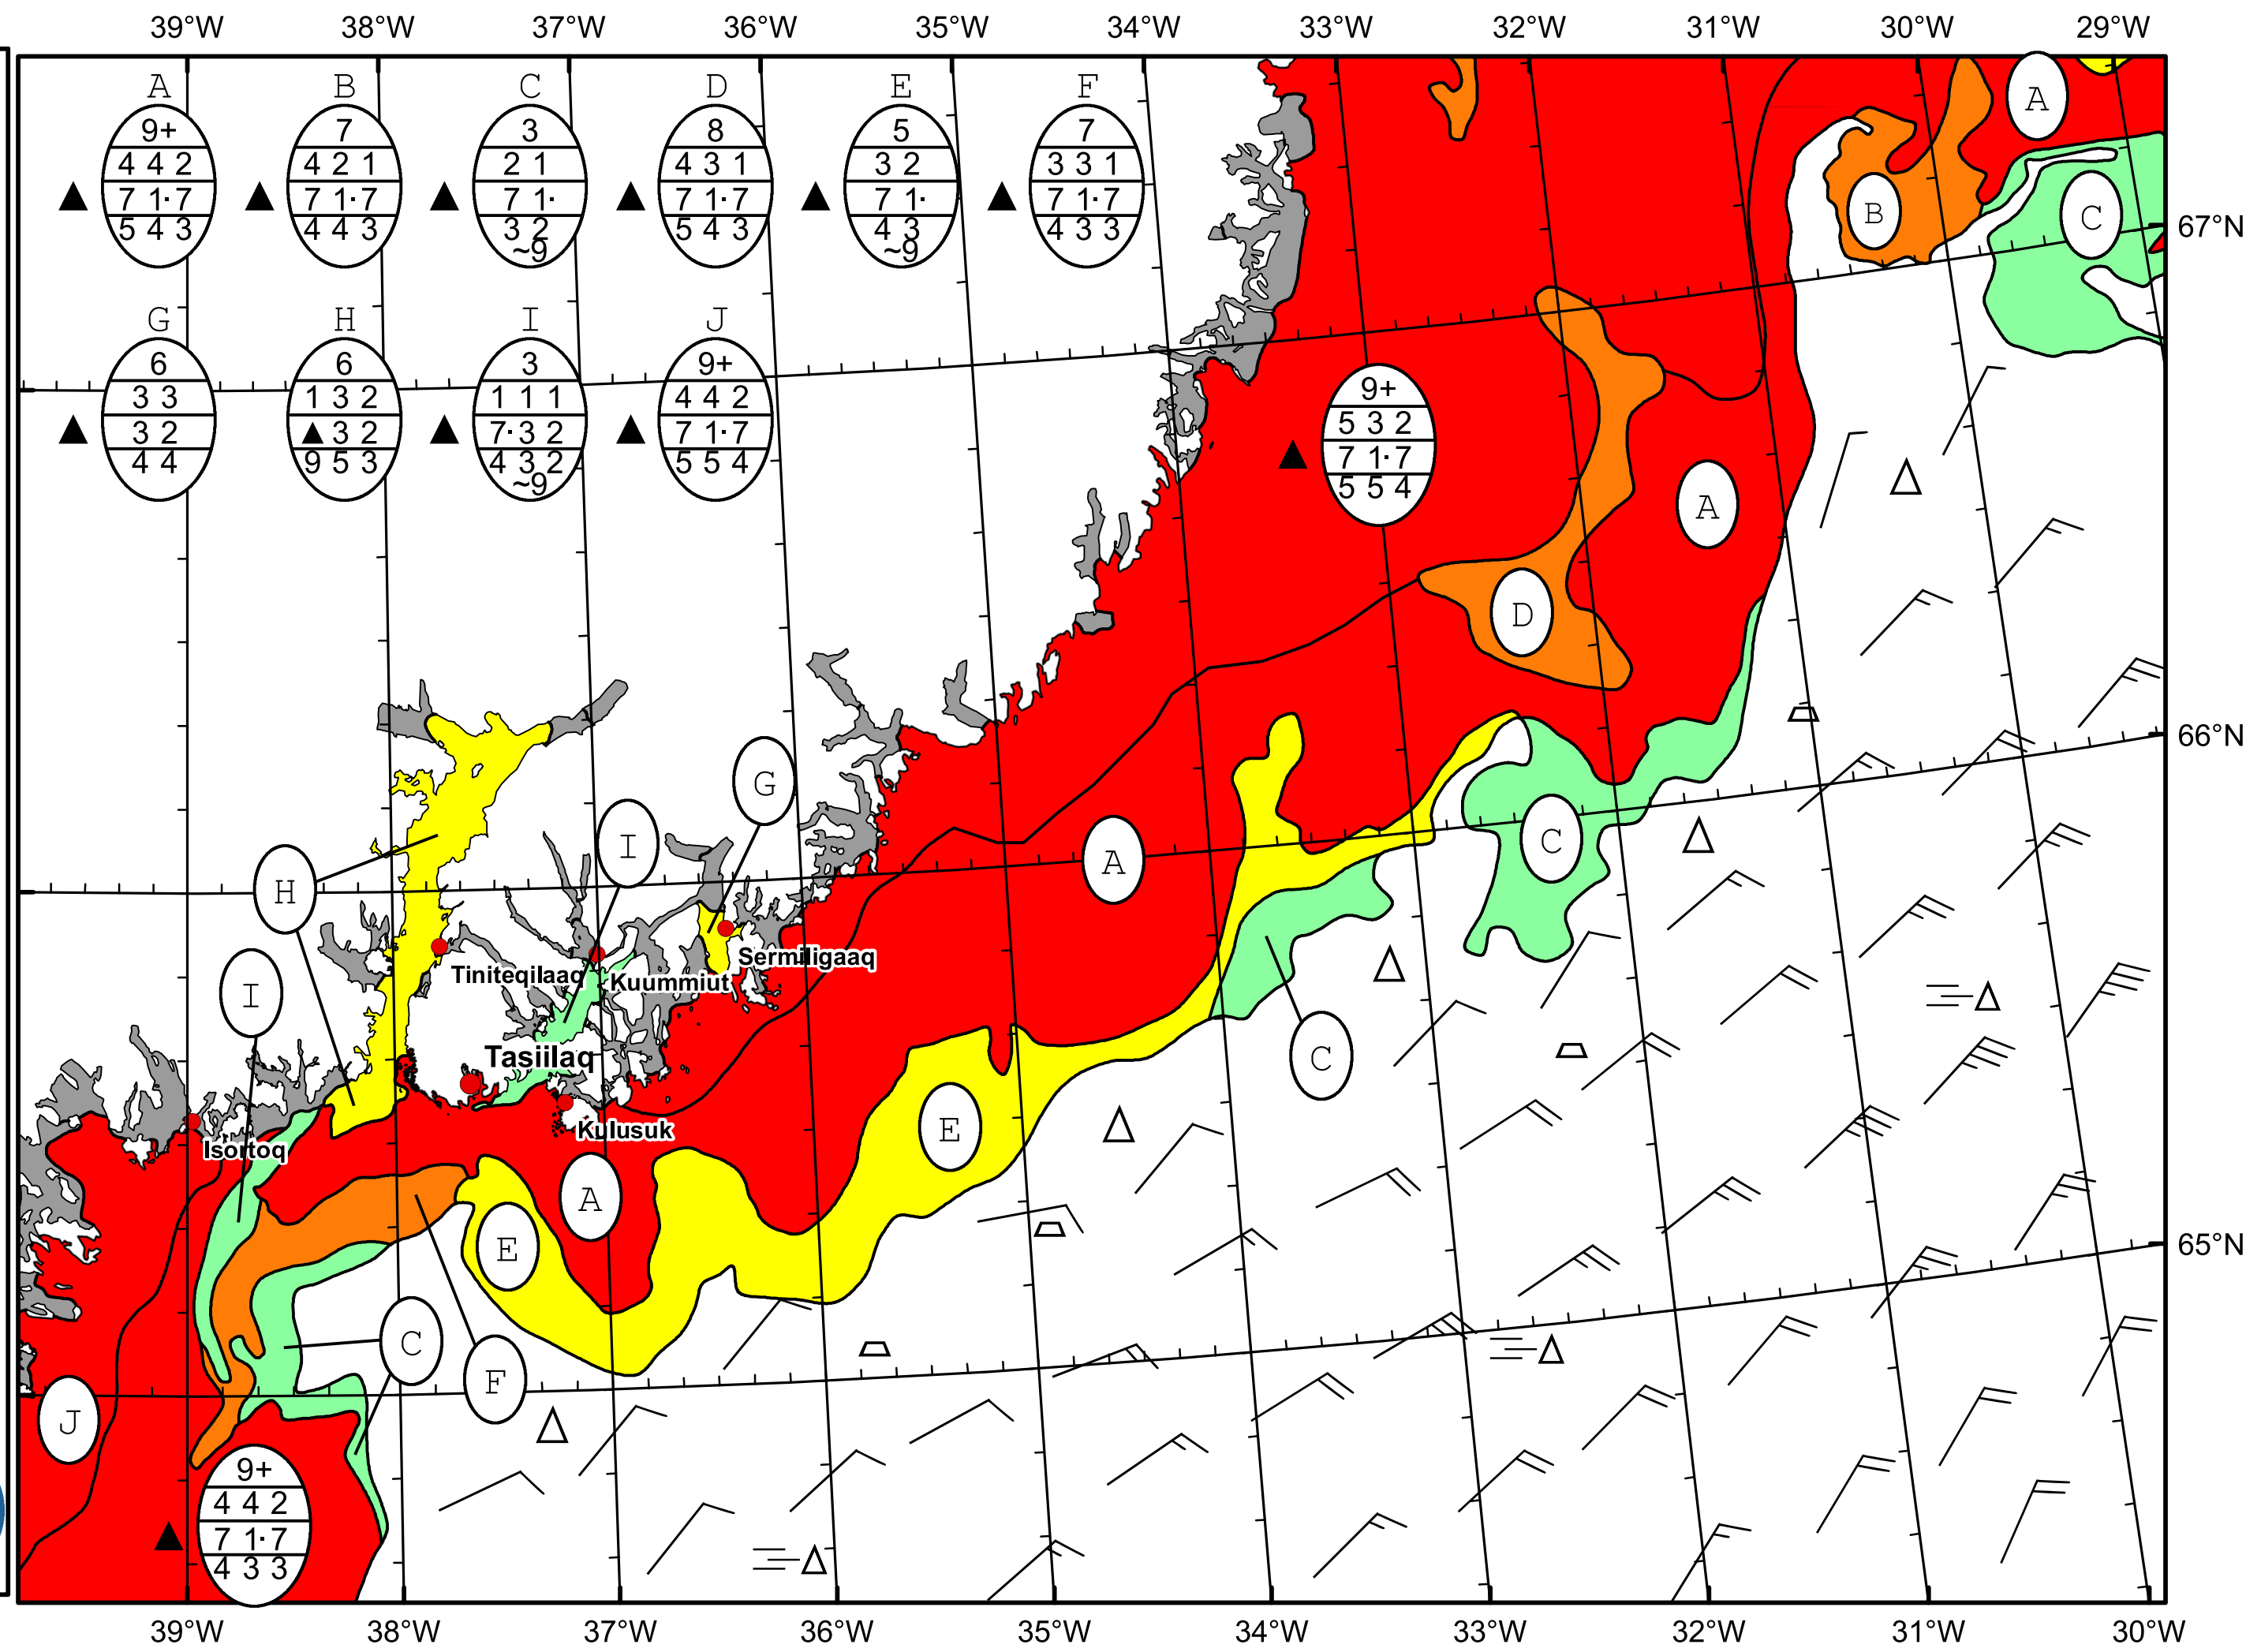 39°W 38°W 37°W 36°W 35°W 34°W 33°W 32°W 31°W 30°W 29°W
A B C D E F
9+ 7 3 8 5 7
4 4 2 4 2 1 2 1 4 3 1 3 2 3 3 1
7 1·7 7 1·7 7 1· 7 1·7 7 1· 7 1·7
5 4 3 4 4 3 3 2 5 4 3 4 3 4 3 3
~9 ~9
A
B
C
67°N
G H I J
6 6 3 9+
3 3 1 3 2 1 1 1 4 4 2
3 2 ▲3 2 7·3 2 7 1·7
4 4 9 5 3 4 3 2 5 5 4
~9
9+
5 3 2
7 1·7
5 5 4
A
D
66°N
G
I
A
C
H
Sermiligaaq
Tiniteqilaaq
Kuummiut
I
Tasiilaq
C
E
Kulusuk
Isortoq
A
E
65°N
C
F
J
9+
4 4 2
7 1·7
4 3 3
39°W 38°W 37°W 36°W 35°W 34°W 33°W 32°W 31°W 30°W